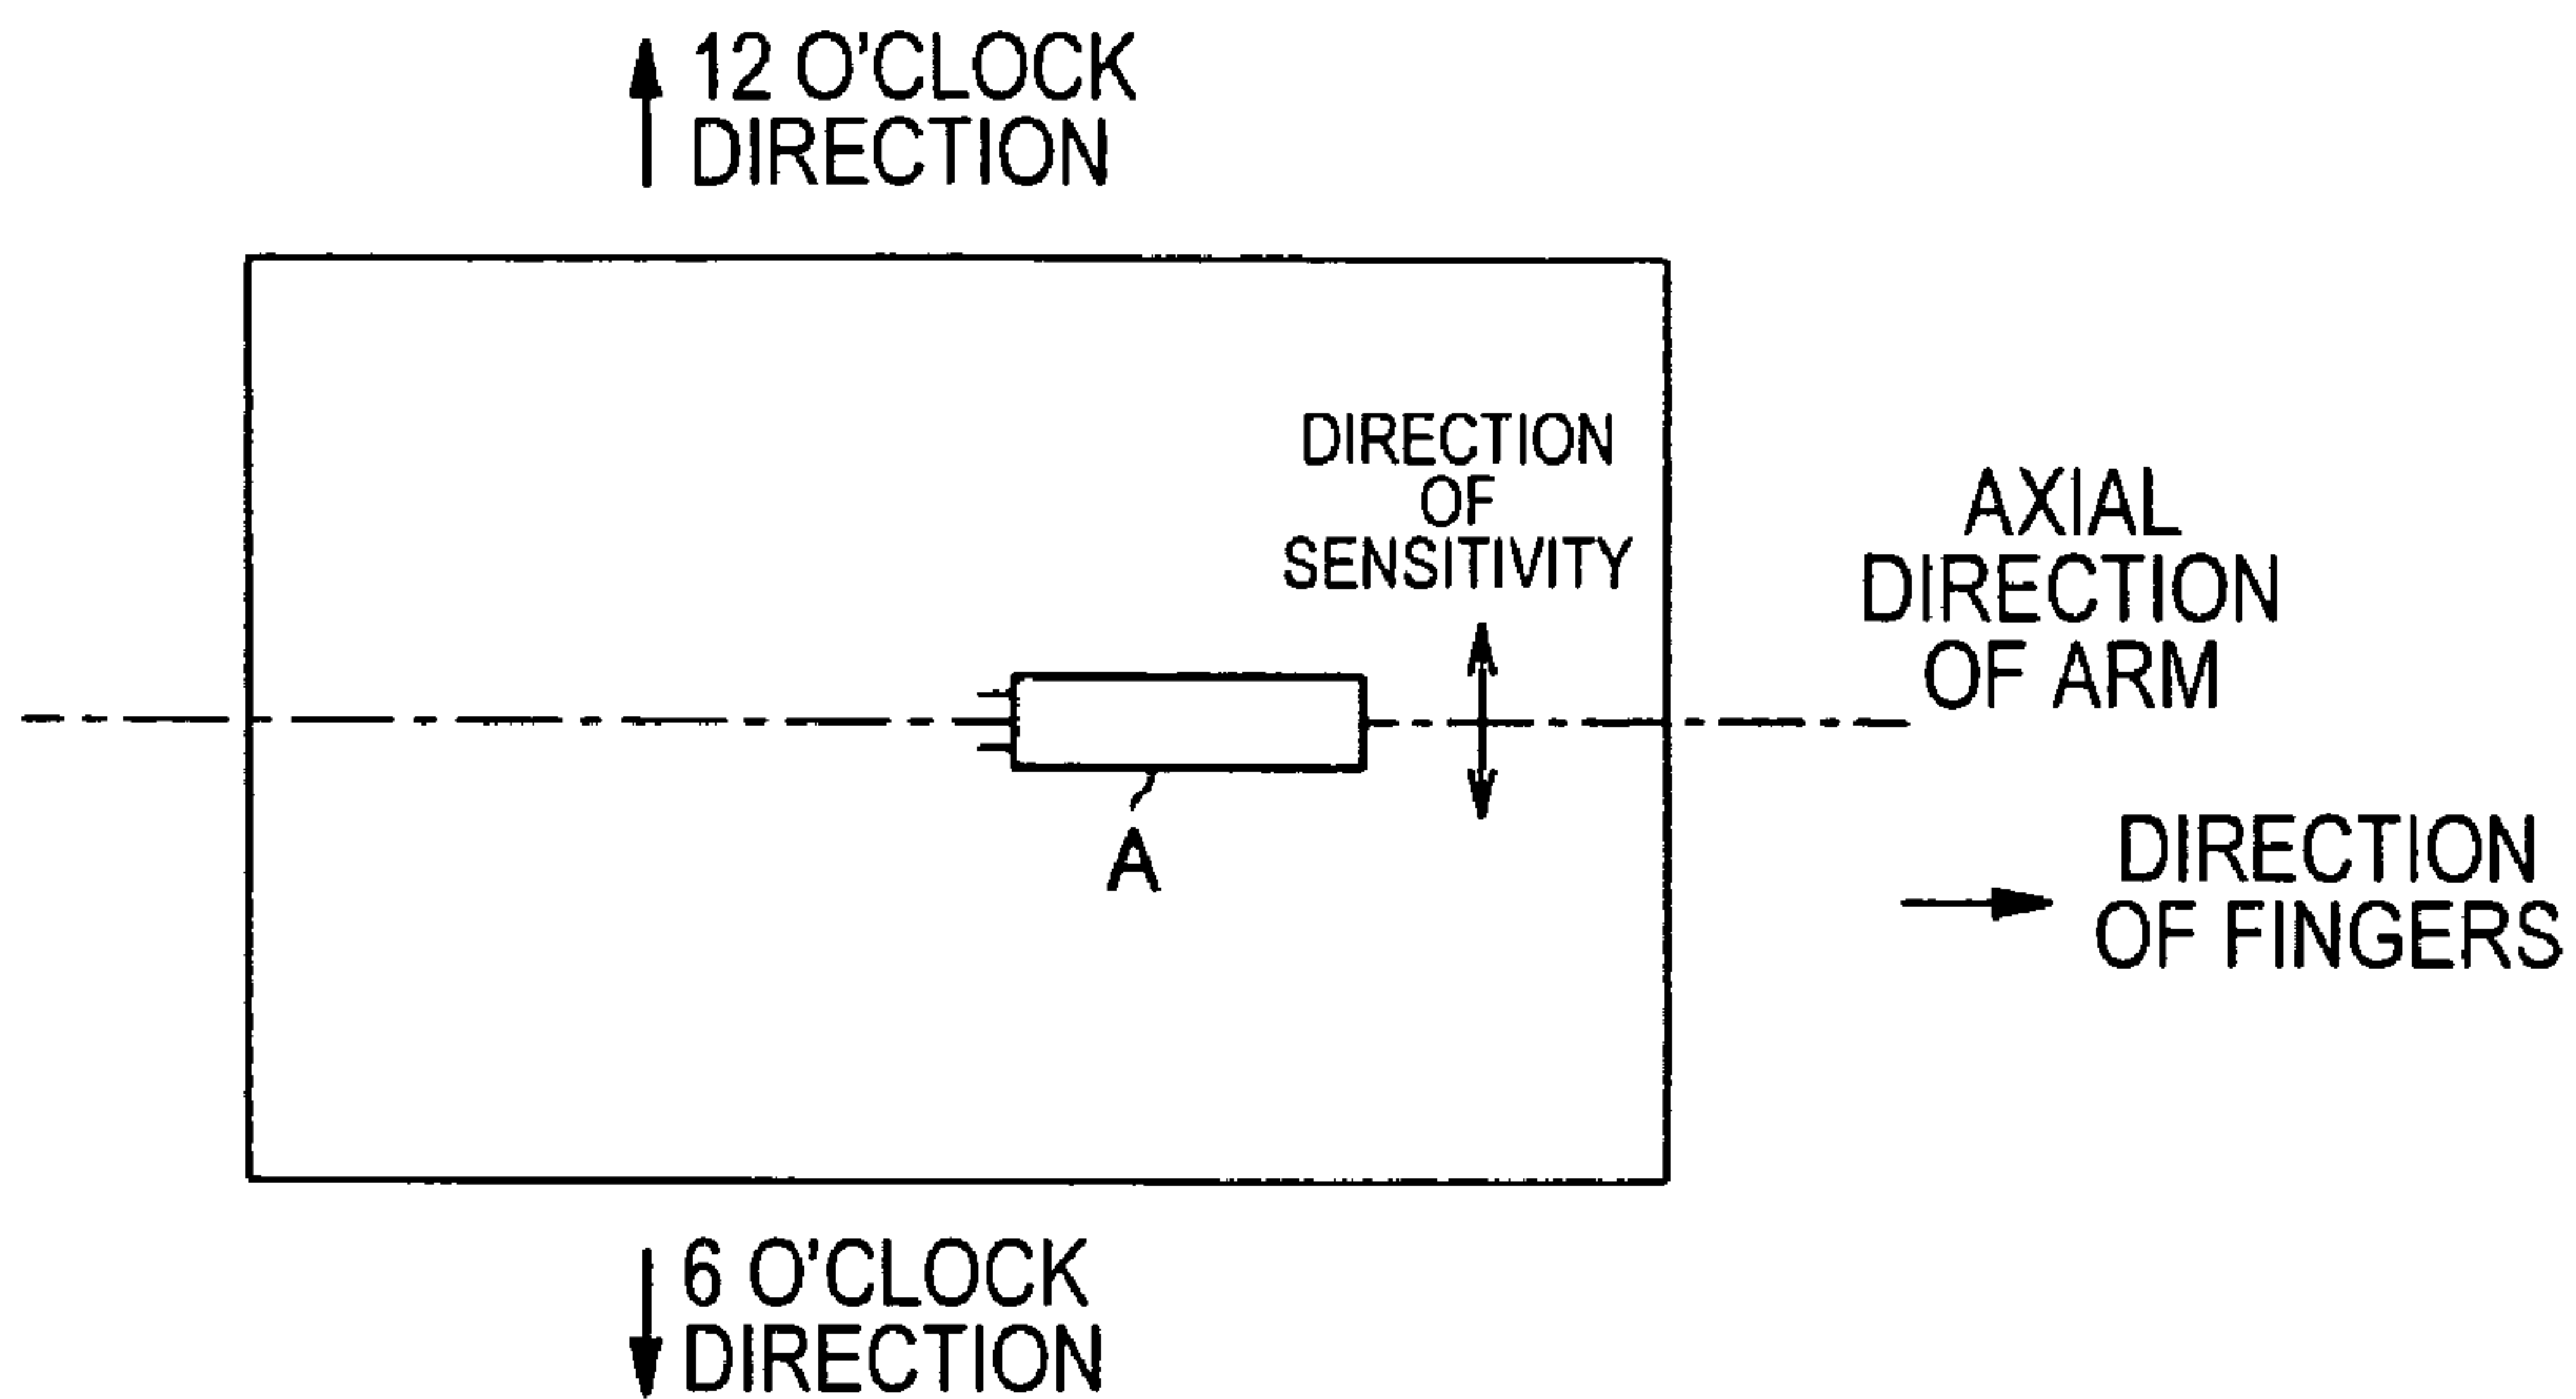 12 O'CLOCK
DIRECTION
DIRECTION
OF
SENSITIVITY
AXIAL
DIRECTION
OF ARM
A
DIRECTION
OF FINGERS
6 O'CLOCK
DIRECTION